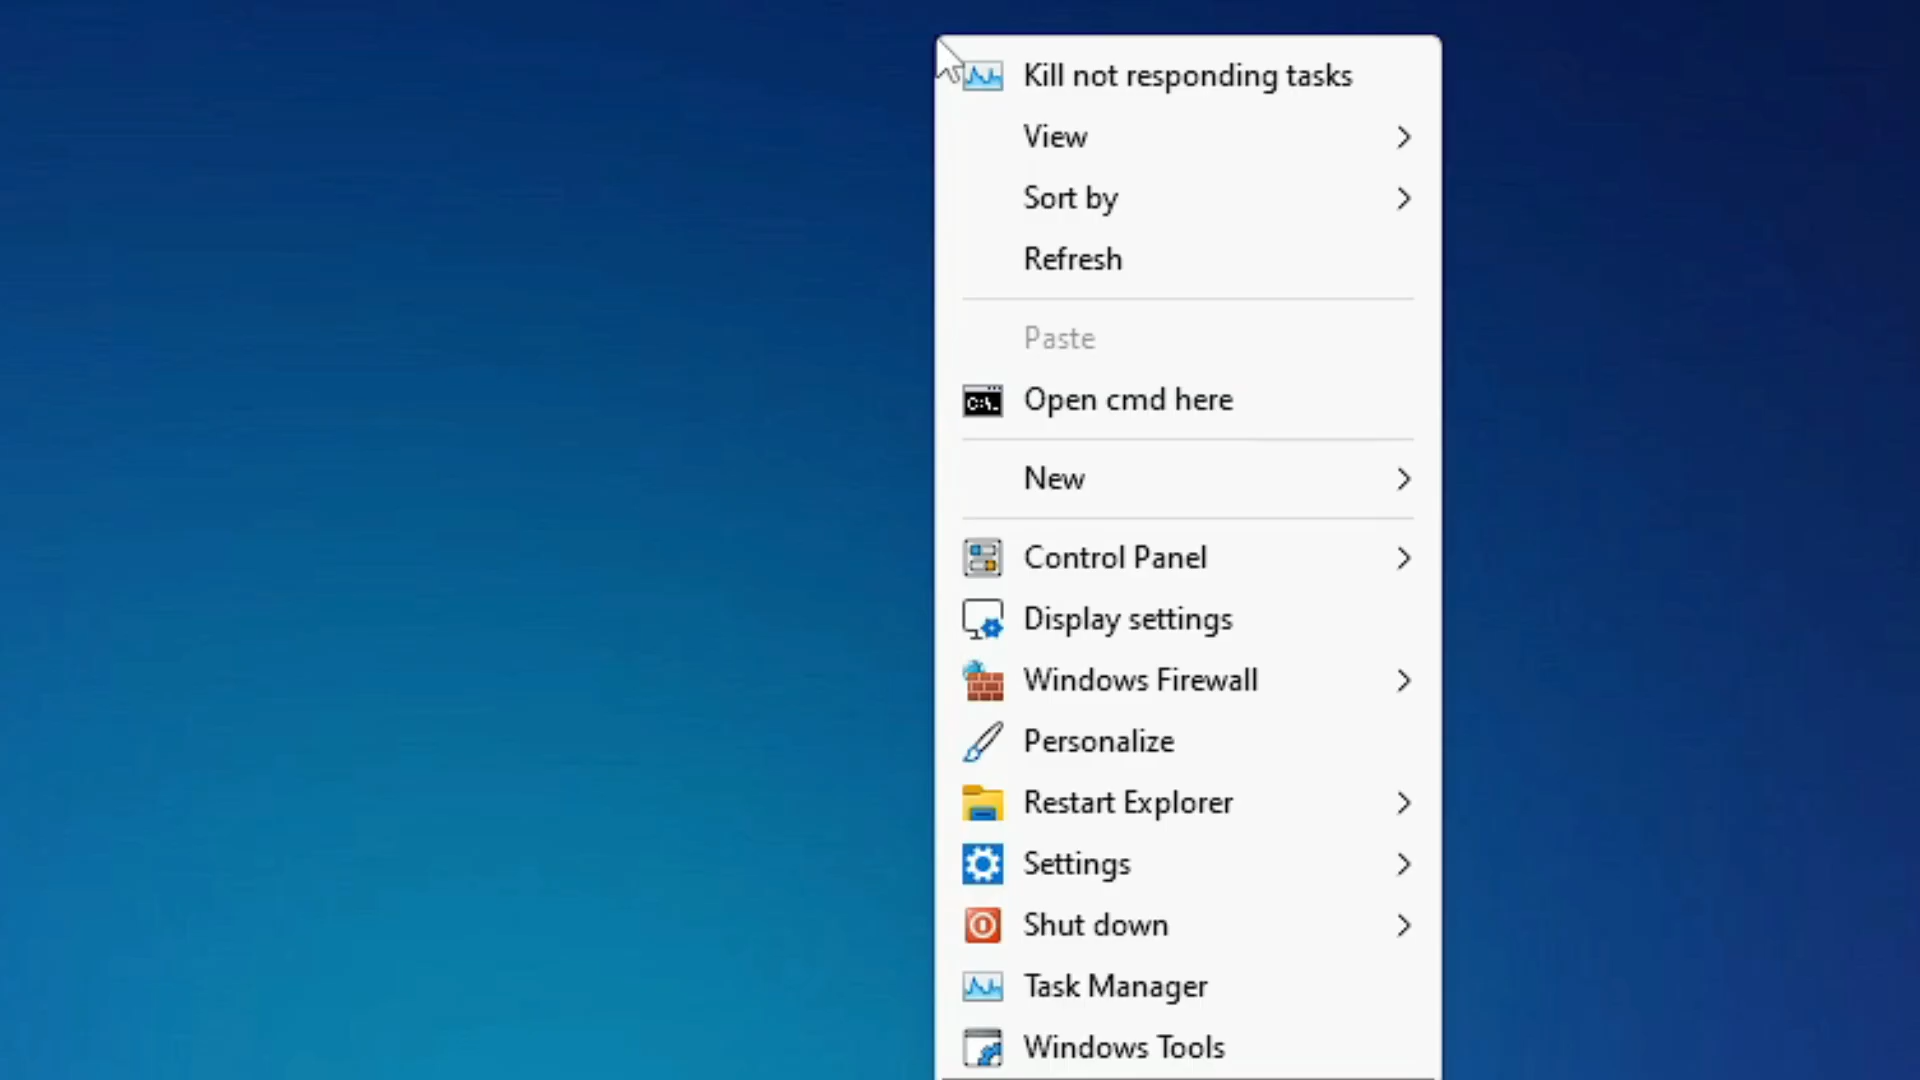 Kill not responding tasks
View
Sort by
Refresh
Paste
C:\_
Open cmd here
New
Control Panel
Display settings
Windows Firewall
Personalize
Restart Explorer
Settings
Shut down
Task Manager
Windows Tools